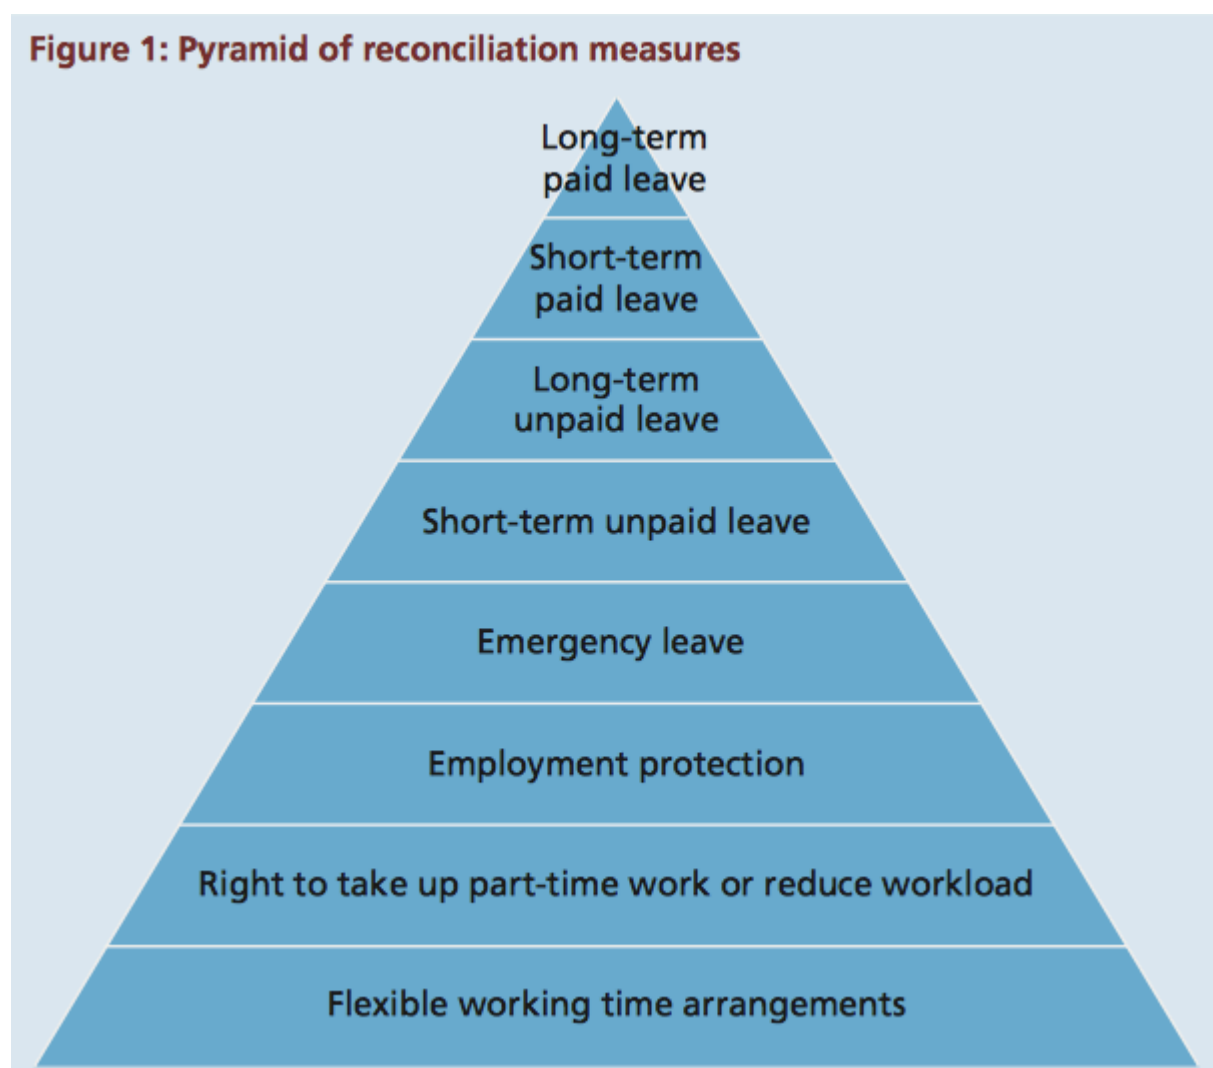 Figure 1: Pyramid of reconciliation measures
Long-term
paid leave
Short-term
paid leave
Long-term
unpaid leave
Short-term unpaid leave
Emergency leave
Employment protection
Right to take up part-time work or reduce workload
Flexible working time arrangements